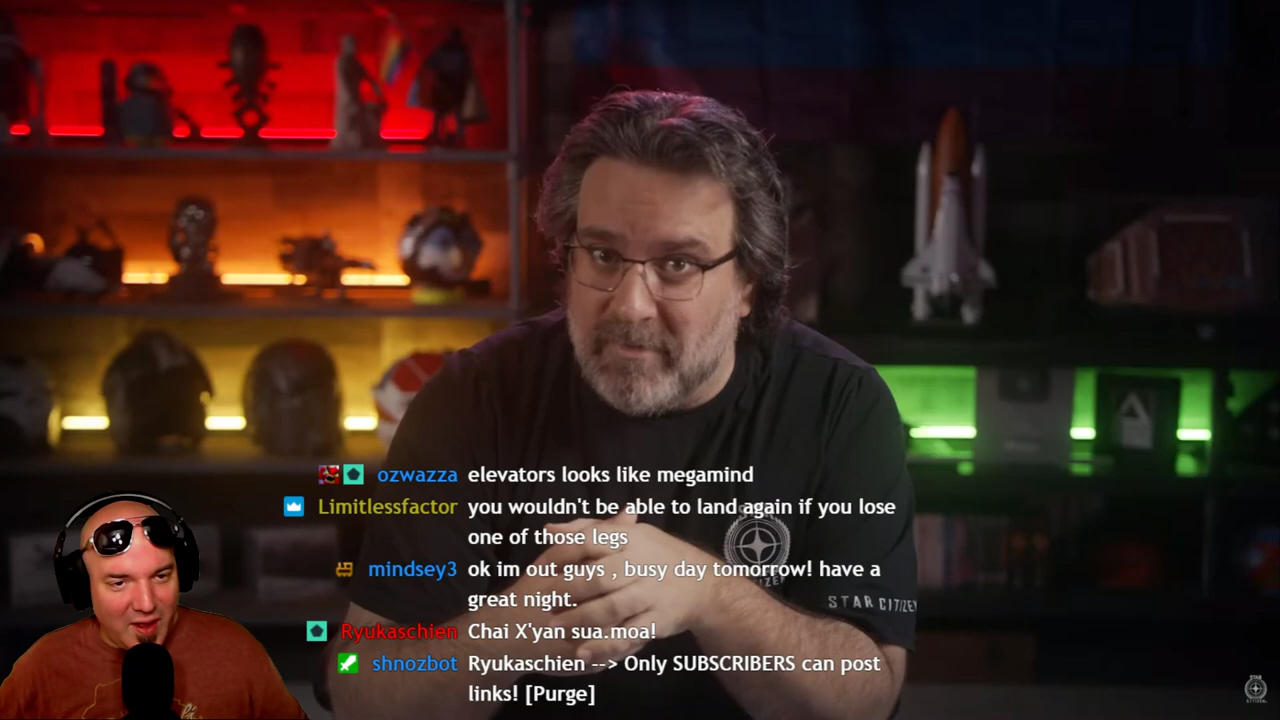 ozwazza elevators looks like megamind
Limitlessfactor you wouldn't be able to land again if you lose
one of those legs
mindsey3 ok im out guys , busy day tomorrow! have a
great night.
Ryukaschien Chai X'yan sua.moa!
STAR CITIZEN
shnozbot Ryukaschien --> Only SUBSCRIBERS can post
links! [Purge]
STAR
CITIZEN